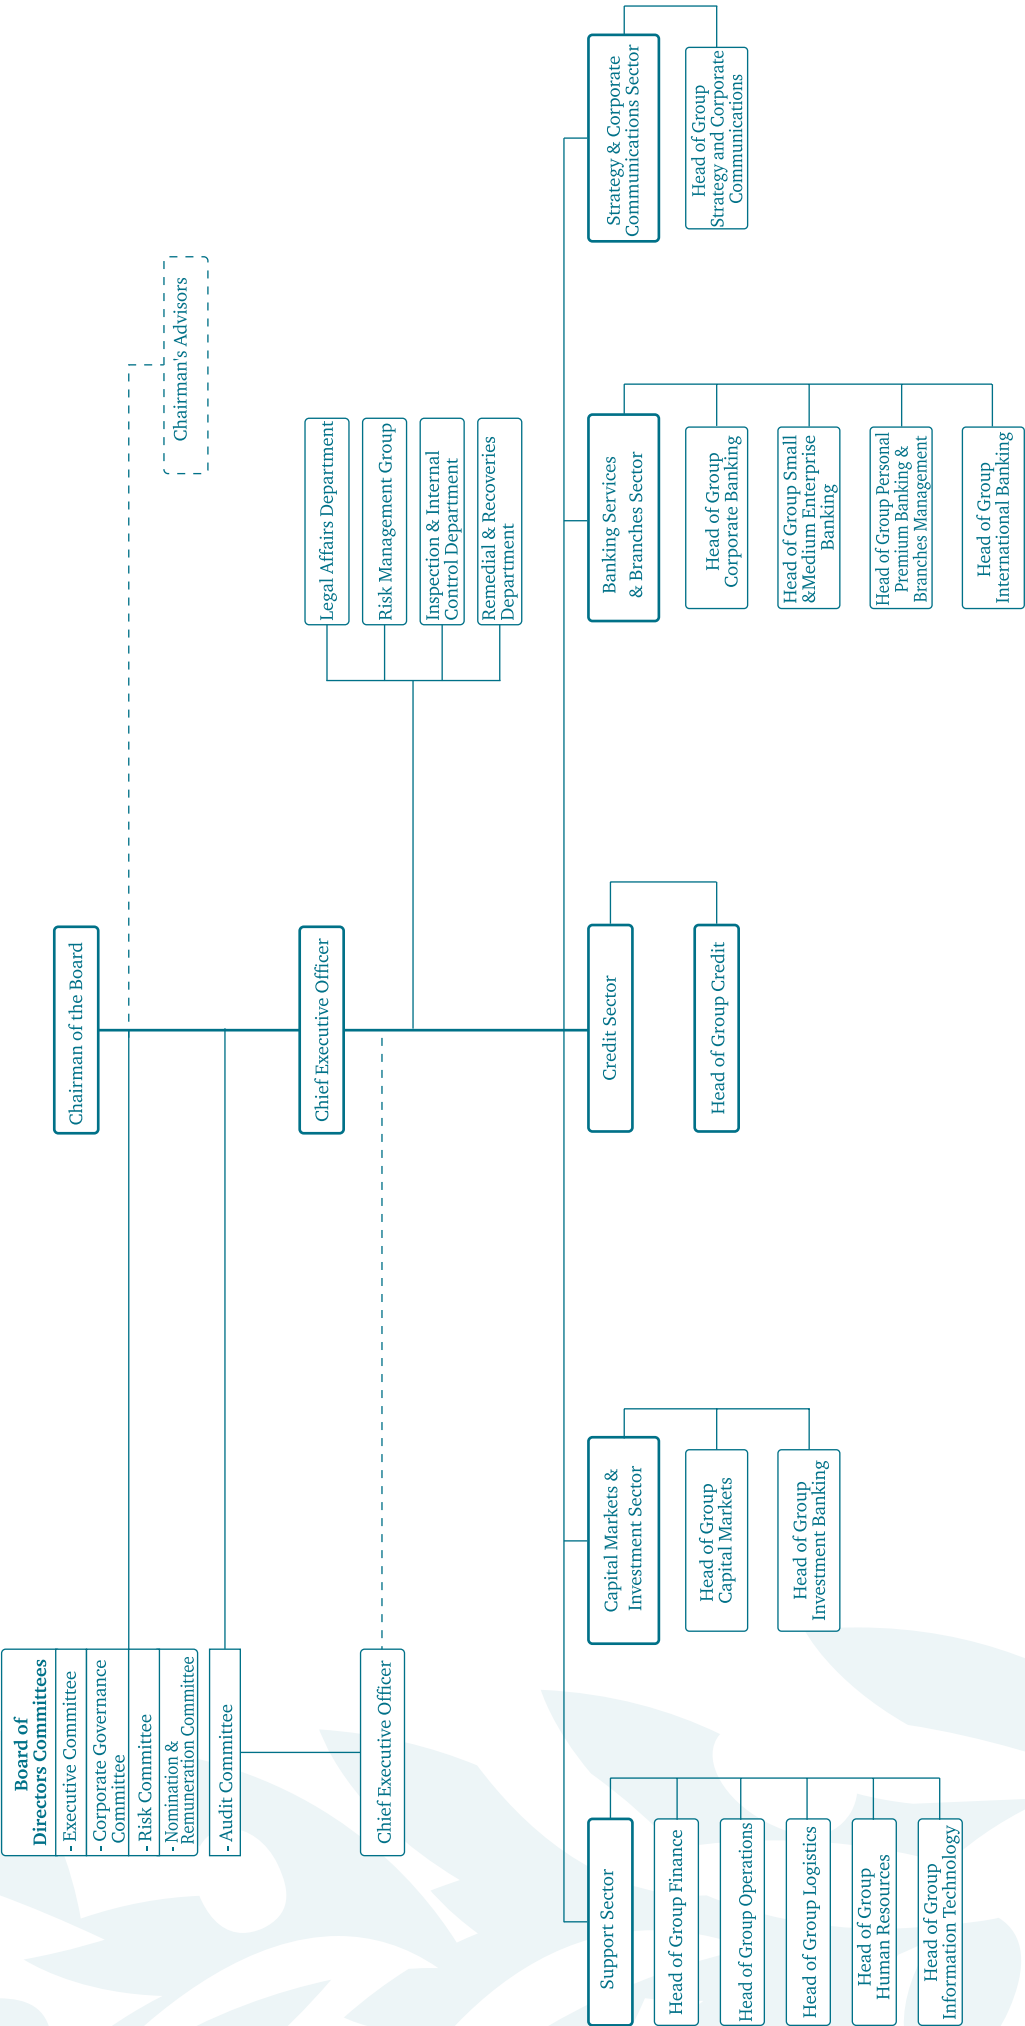 Chairman of the Board
Chairman's Advisors
Board of
Directors Committees
- Executive Committee
- Corporate Governance
Committee
- Risk Committee
- Nomination &
Remuneration Committee
- Audit Committee
Chief Executive Officer
Chief Executive Officer
Legal Affairs Department
Risk Management Group
Inspection & Internal
Control Department
Remedial & Recoveries
Department
Support Sector
Head of Group Finance
Head of Group Operations
Head of Group Logistics
Head of Group
Human Resources
Head of Group
Information Technology
Capital Markets &
Investment Sector
Head of Group
Capital Markets
Head of Group
Investment Banking
Credit Sector
Head of Group Credit
Banking Services
& Branches Sector
Head of Group
Corporate Banking
Head of Group Small
&Medium Enterprise
Banking
Head of Group Personal
Premium Banking &
Branches Management
Head of Group
International Banking
Strategy & Corporate
Communications Sector
Head of Group
Strategy and Corporate
Communications